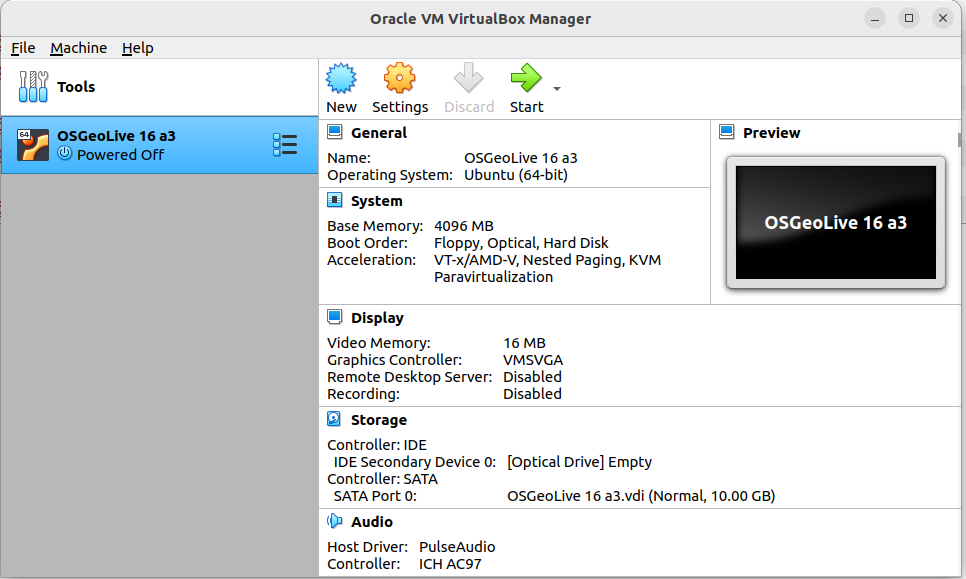 Oracle VM VirtualBox Manager
File Machine Help
Tools
New Settings Discard Start
64
OSGeoLive 16 a3
Powered Off
General
Name: OSGeoLive 16 a3
Operating System: Ubuntu (64-bit)
Preview
OSGeoLive 16 a3
System
Base Memory: 4096 MB
Boot Order: Floppy, Optical, Hard Disk
Acceleration: VT-x/AMD-V, Nested Paging, KVM
Paravirtualization
Display
Video Memory: 16 MB
Graphics Controller: VMSVGA
Remote Desktop Server: Disabled
Recording: Disabled
Storage
Controller: IDE
IDE Secondary Device 0: [Optical Drive] Empty
Controller: SATA
SATA Port 0: OSGeoLive 16 a3.vdi (Normal, 10.00 GB)
Audio
Host Driver: PulseAudio
Controller: ICH AC97